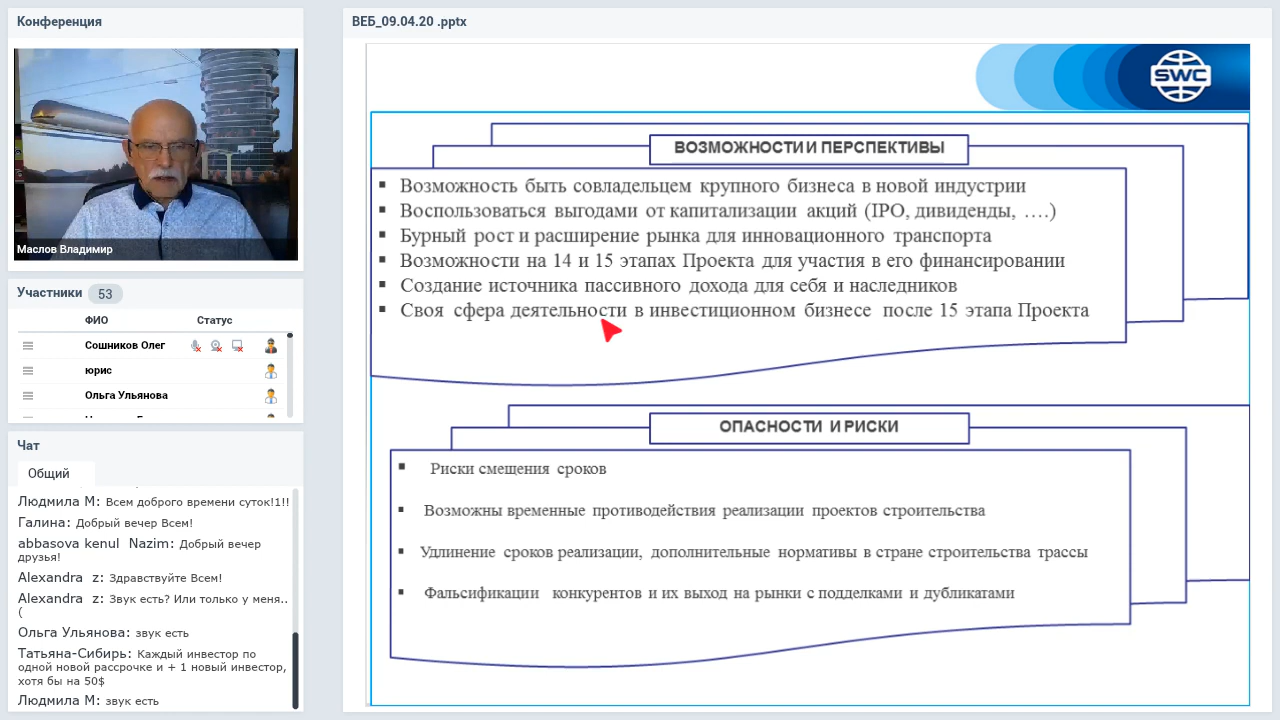 Конференция
Маслов Владимир
Участники 53
ФИО Статус
Сошников Олег
юрис
Ольга Ульянова
Чат
Общий
Людмила М: Всем доброго времени суток!1!!
Галина: Добрый вечер Всем!
abbasova kenul Nazim: Добрый вечер
друзья!
Alexandra z: Здравствуйте Всем!
Alexandra z: Звук есть? Или только у меня..
(
Ольга Ульянова: звук есть
Татьяна-Сибирь: Каждый инвестор по
одной новой рассрочке и + 1 новый инвестор,
хотя бы на 50$
Людмила М: звук есть
ВЕБ_09.04.20 .pptx
SWC
ВОЗМОЖНОСТИ И ПЕРСПЕКТИВЫ
▪ Возможность быть совладельцем крупного бизнеса в новой индустрии
▪ Воспользоваться выгодами от капитализации акций (IPO, дивиденды, ….)
▪ Бурный рост и расширение рынка для инновационного транспорта
▪ Возможности на 14 и 15 этапах Проекта для участия в его финансировании
▪ Создание источника пассивного дохода для себя и наследников
▪ Своя сфера деятельности в инвестиционном бизнесе после 15 этапа Проекта
ОПАСНОСТИ И РИСКИ
▪ Риски смещения сроков
▪ Возможны временные противодействия реализации проектов строительства
▪ Удлинение сроков реализации, дополнительные нормативы в стране строительства трассы
▪ Фальсификации конкурентов и их выход на рынки с подделками и дубликатами